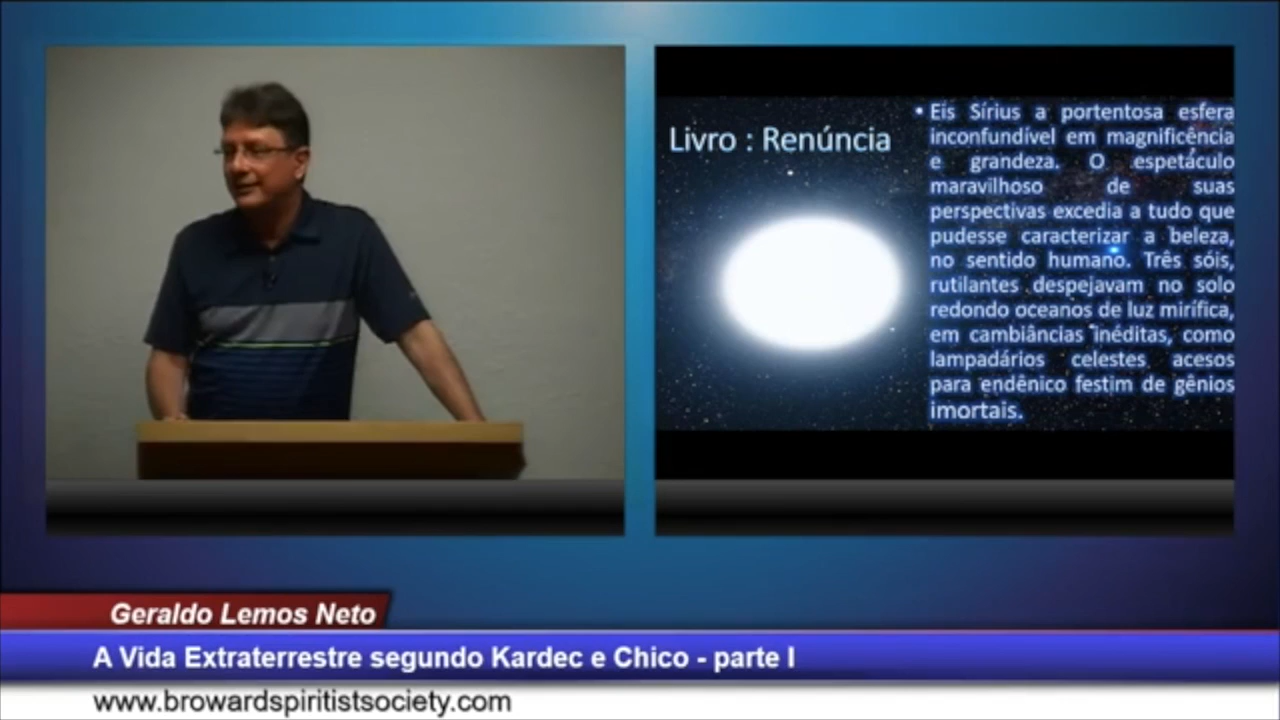 Livro : Renúncia
• Eis Sírius a portentosa esfera
inconfundível em magnificência
e grandeza. O espetáculo
maravilhoso de suas
perspectivas excedia a tudo que
pudesse caracterizar a beleza,
no sentido humano. Três sóis,
rutilantes despejavam no solo
redondo oceanos de luz mirífica,
em cambiâncias inéditas, como
lampadários celestes acesos
para endênico festim de gênios
imortais.
Geraldo Lemos Neto
A Vida Extraterrestre segundo Kardec e Chico - parte I
www.browardspiritistsociety.com